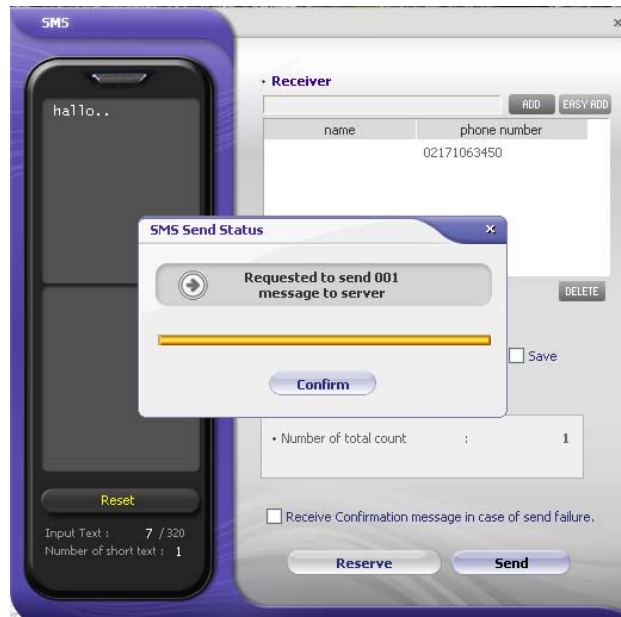 SMS
hallo..
Receiver
ADD EASY ADD
name phone number
02171063450
DELETE
SMS Send Status
Requested to send 001
message to server
Confirm
Save
• Number of total count : 1
Receive Confirmation message in case of send failure.
Reserve Send
Reset
Input Text : 7 / 320
Number of short text : 1